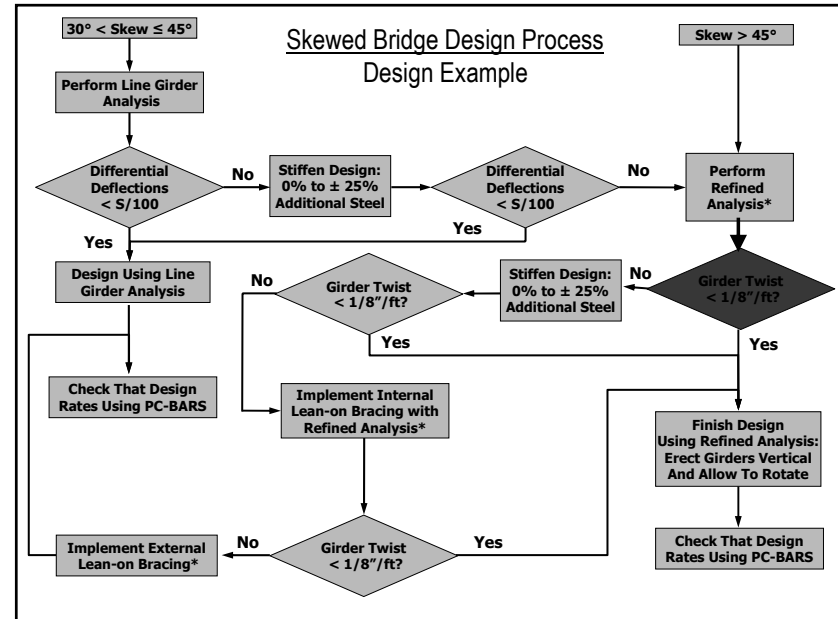 30° < Skew ≤ 45°
Skewed Bridge Design Process
Design Example
Skew > 45°
Perform Line Girder
Analysis
Differential
Deflections
< S/100
No
Stiffen Design:
0% to ± 25%
Additional Steel
Differential
Deflections
< S/100
No
Perform
Refined
Analysis*
Yes
Yes
Design Using Line
Girder Analysis
No
Girder Twist
< 1/8”/ft?
Stiffen Design:
0% to ± 25%
Additional Steel
No
Girder Twist
< 1/8”/ft?
Yes
Yes
Check That Design
Rates Using PC-BARS
Implement Internal
Lean-on Bracing with
Refined Analysis*
Finish Design
Using Refined Analysis:
Erect Girders Vertical
And Allow To Rotate
Implement External
Lean-on Bracing*
No
Girder Twist
< 1/8”/ft?
Yes
Check That Design
Rates Using PC-BARS